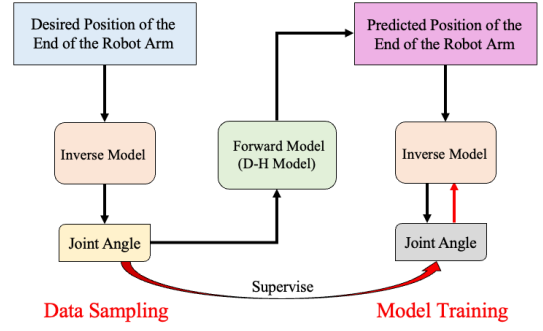 Desired Position of the
End of the Robot Arm
Predicted Position of the
End of the Robot Arm
Inverse Model
Forward Model
(D-H Model)
Inverse Model
Joint Angle
Joint Angle
Supervise
Data Sampling
Model Training